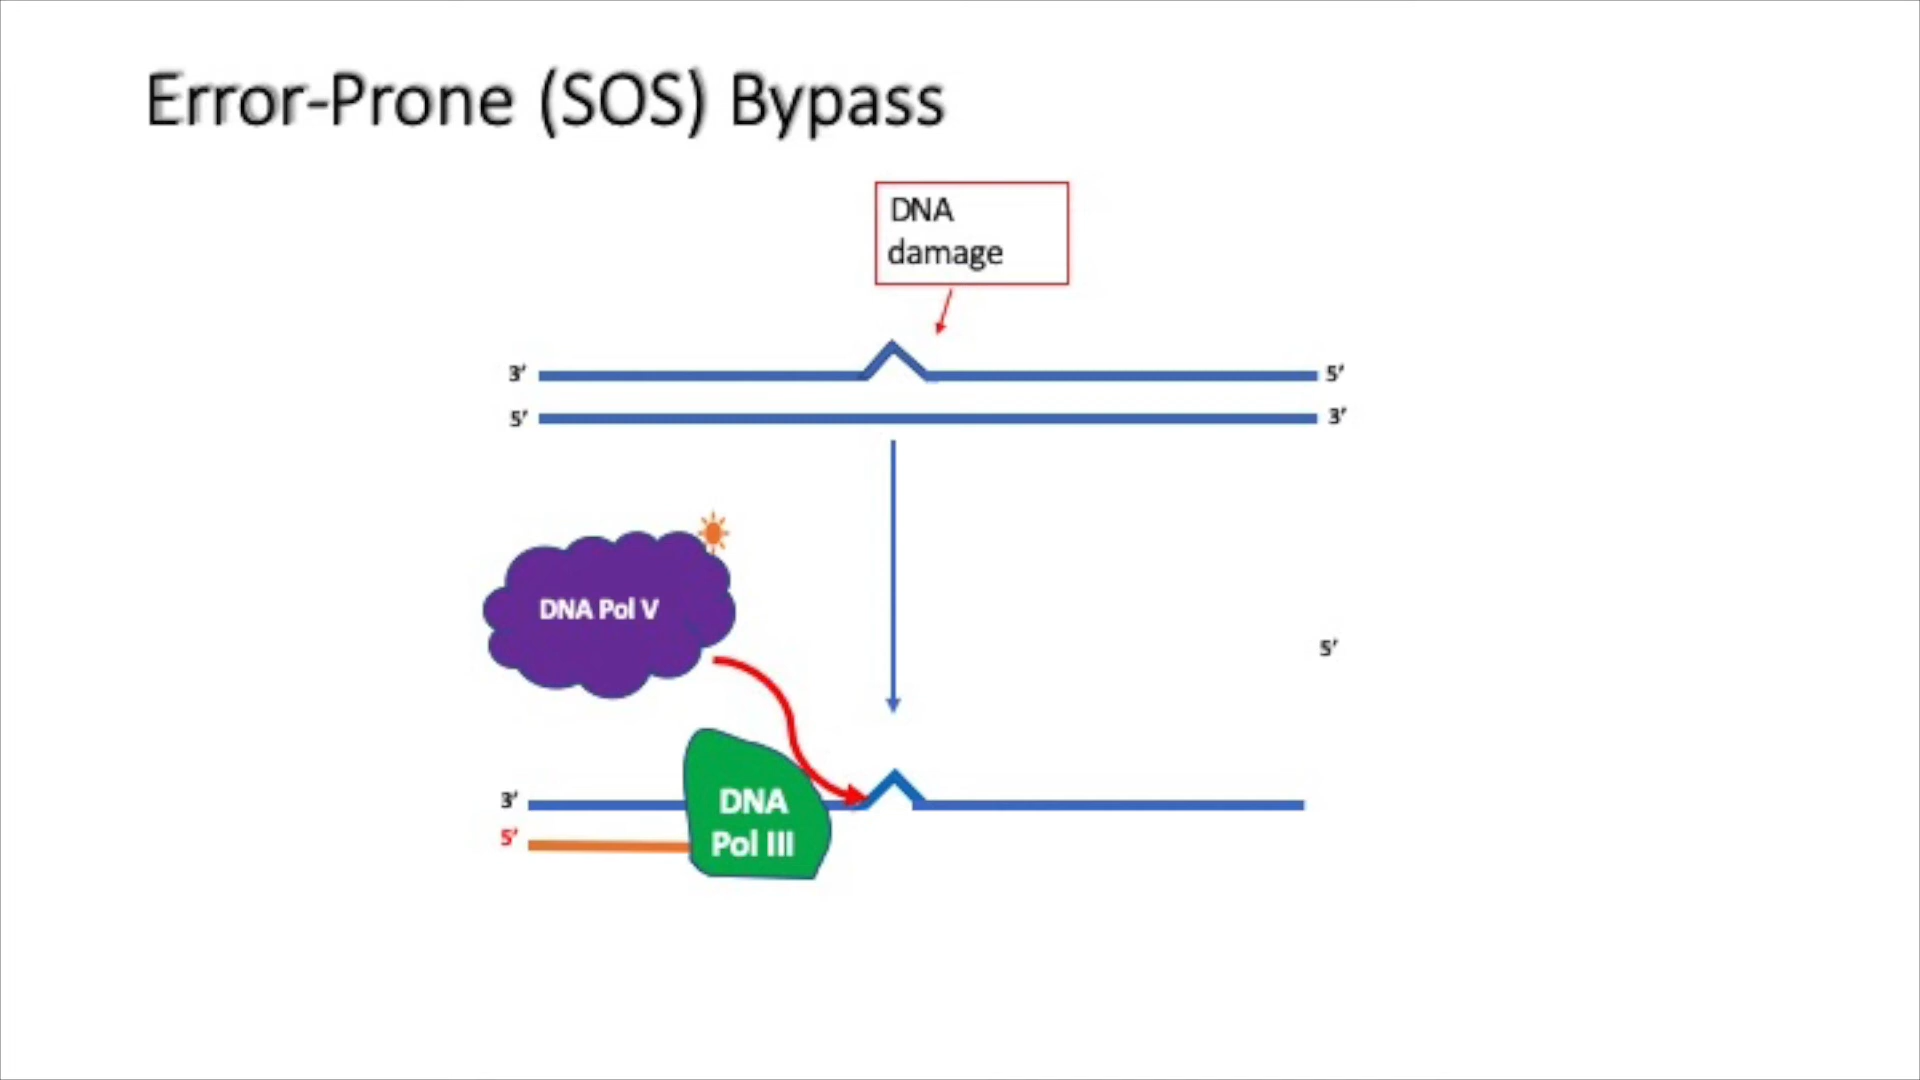 Error-Prone (SOS) Bypass
DNA
damage
3′
5′
5′
3′
DNA Pol V
5′
3′
5′
DNA
Pol III